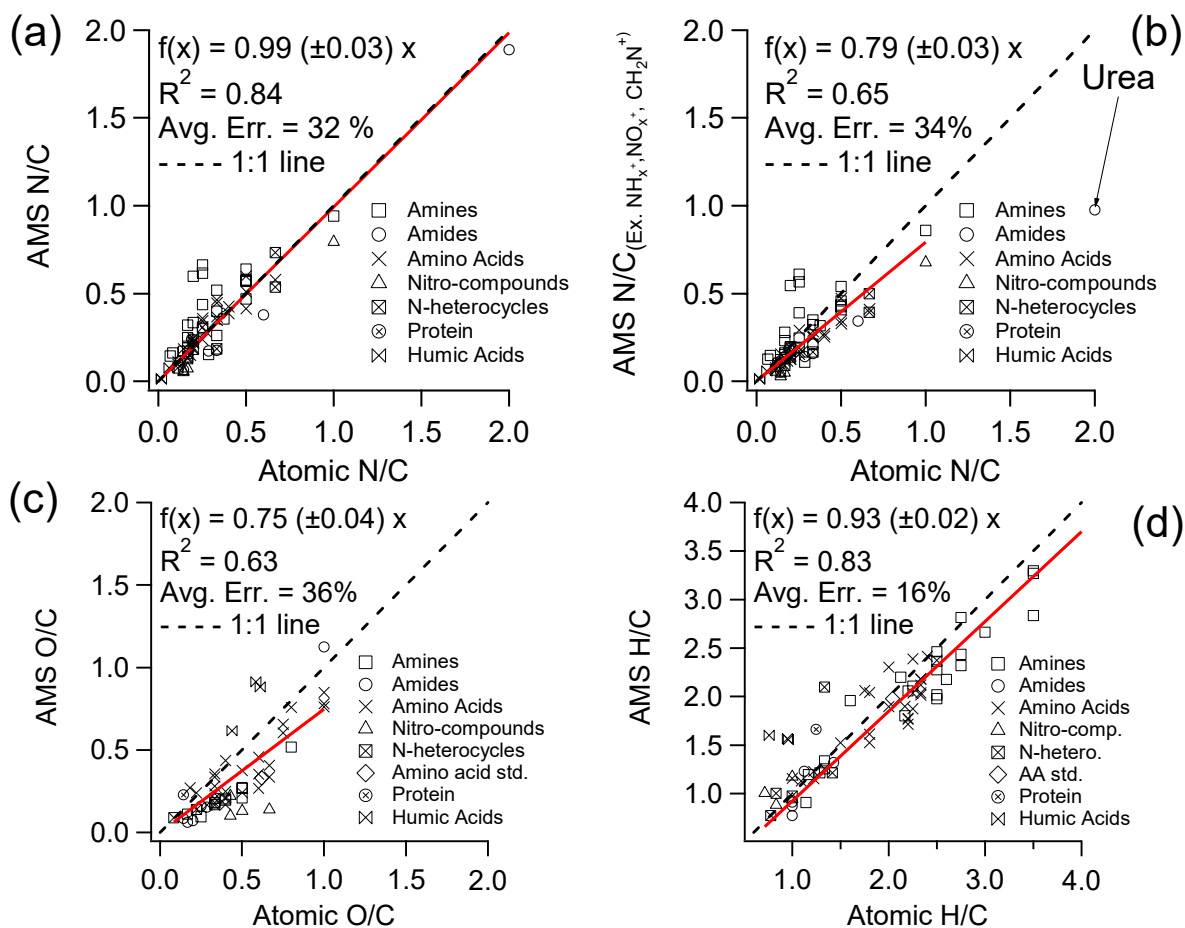 (a)
2.0
1.5
1.0
0.5
0.0
AMS N/C
f(x) = 0.99 (±0.03) x
R² = 0.84
Avg. Err. = 32 %
- - - - 1:1 line
Amines
Amides
Amino Acids
Nitro-compounds
N-heterocycles
Protein
Humic Acids
0.0 0.5 1.0 1.5 2.0
Atomic N/C
(b)
2.0
1.5
1.0
0.5
0.0
AMS N/C(Ex. NHx+,NOx+, CH2N+)
f(x) = 0.79 (±0.03) x
R² = 0.65
Avg. Err. = 34%
- - - - 1:1 line
Urea
Amines
Amides
Amino Acids
Nitro-compounds
N-heterocycles
Protein
Humic Acids
0.0 0.5 1.0 1.5 2.0
Atomic N/C
(c)
2.0
1.5
1.0
0.5
0.0
AMS O/C
f(x) = 0.75 (±0.04) x
R² = 0.63
Avg. Err. = 36%
- - - - 1:1 line
Amines
Amides
Amino Acids
Nitro-compounds
N-heterocycles
Amino acid std.
Protein
Humic Acids
0.0 0.5 1.0 1.5 2.0
Atomic O/C
(d)
4.0
3.5
3.0
2.5
2.0
1.5
1.0
AMS H/C
f(x) = 0.93 (±0.02) x
R² = 0.83
Avg. Err. = 16%
- - - - 1:1 line
Amines
Amides
Amino Acids
Nitro-comp.
N-hetero.
AA std.
Protein
Humic Acids
1.0 2.0 3.0 4.0
Atomic H/C